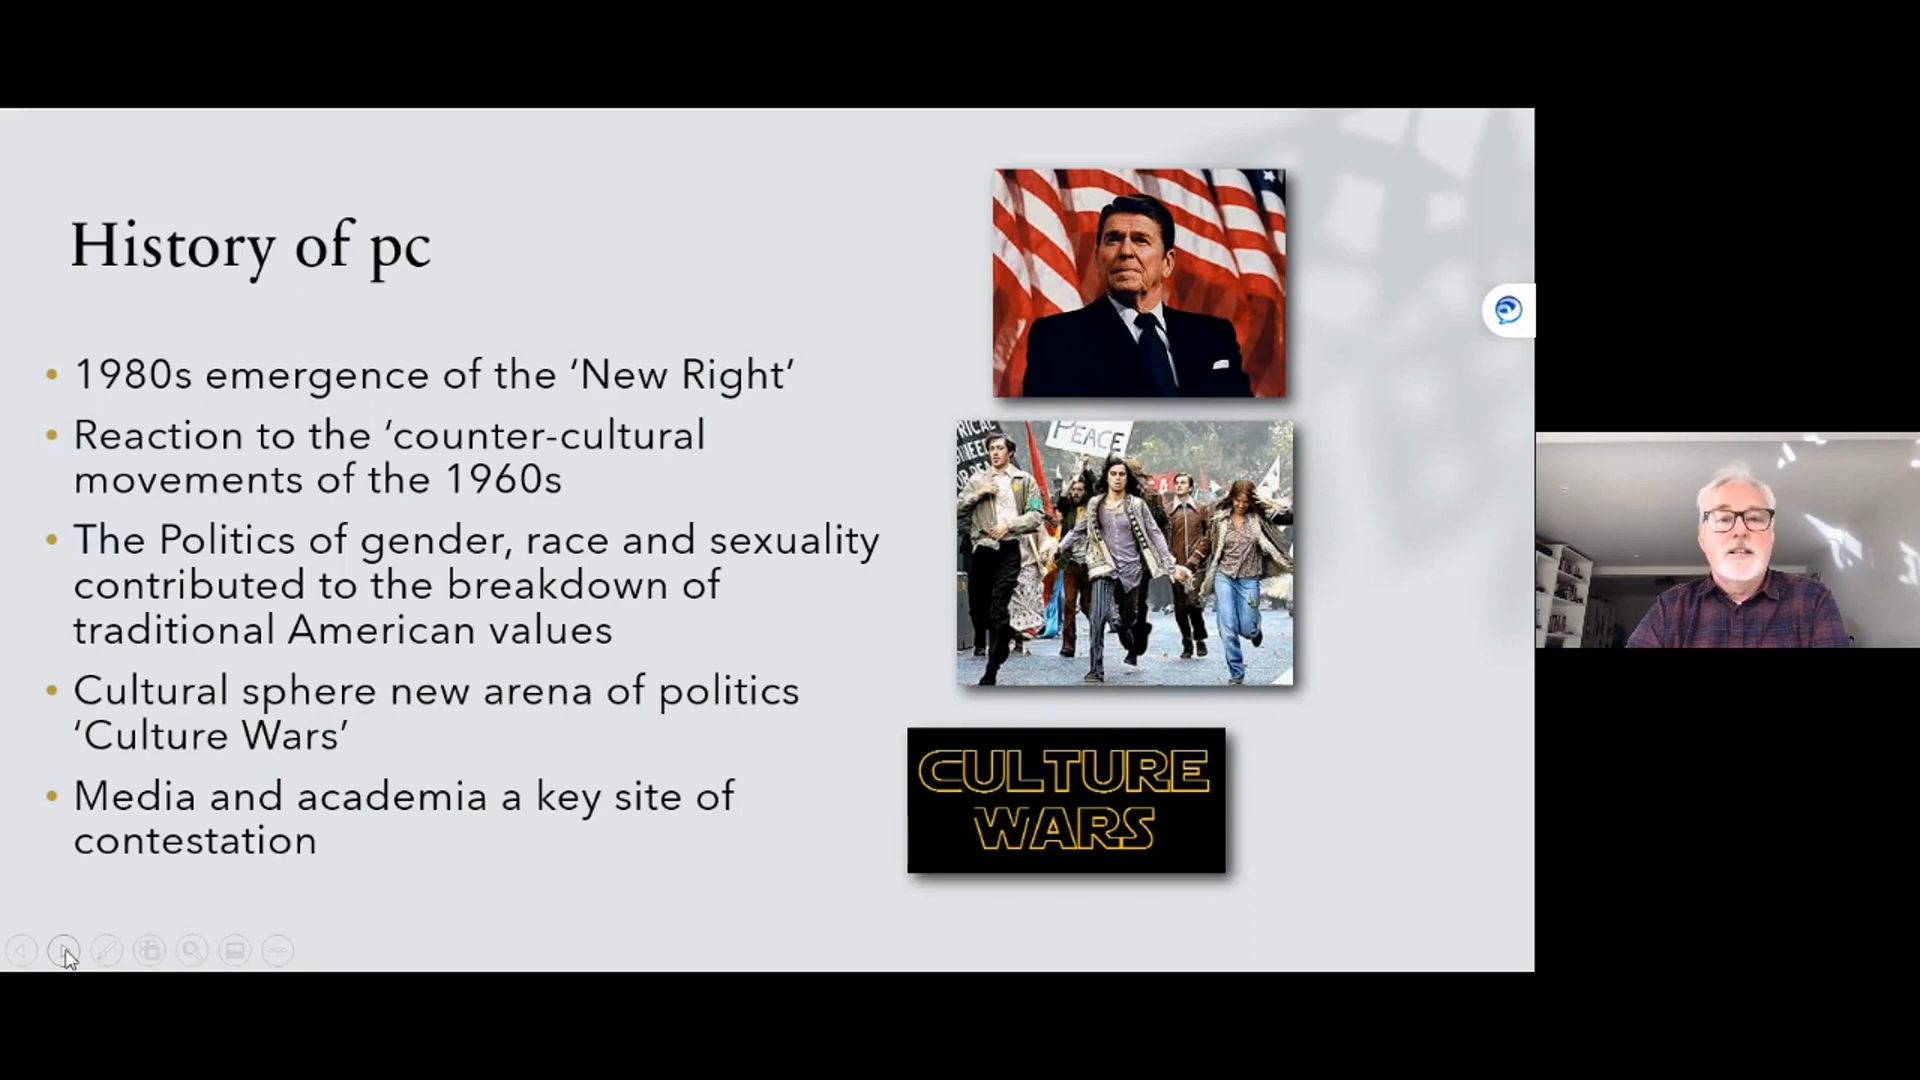 History of pc
• 1980s emergence of the ‘New Right’
• Reaction to the ‘counter-cultural
movements of the 1960s
• The Politics of gender, race and sexuality
contributed to the breakdown of
traditional American values
• Cultural sphere new arena of politics
‘Culture Wars’
• Media and academia a key site of
contestation
PEACE
CULTURE
WARS